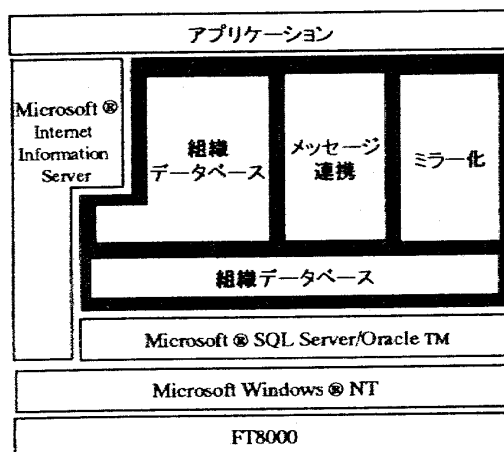 アプリケーション
Microsoft ®
Internet
Information
Server
組織
データベース
メッセージ
連携
ミラー化
組織データベース
Microsoft ® SQL Server/Oracle TM
Microsoft Windows ® NT
FT8000